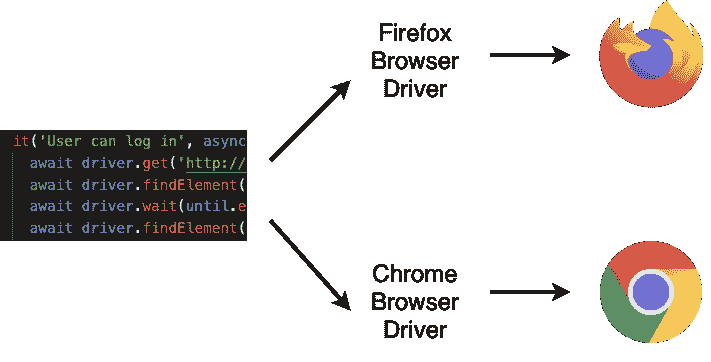 it('User can log in', async
await driver.get('http://
await driver.findElement(
await driver.wait(until.e
await driver.findElement(
Firefox
Browser
Driver
Chrome
Browser
Driver